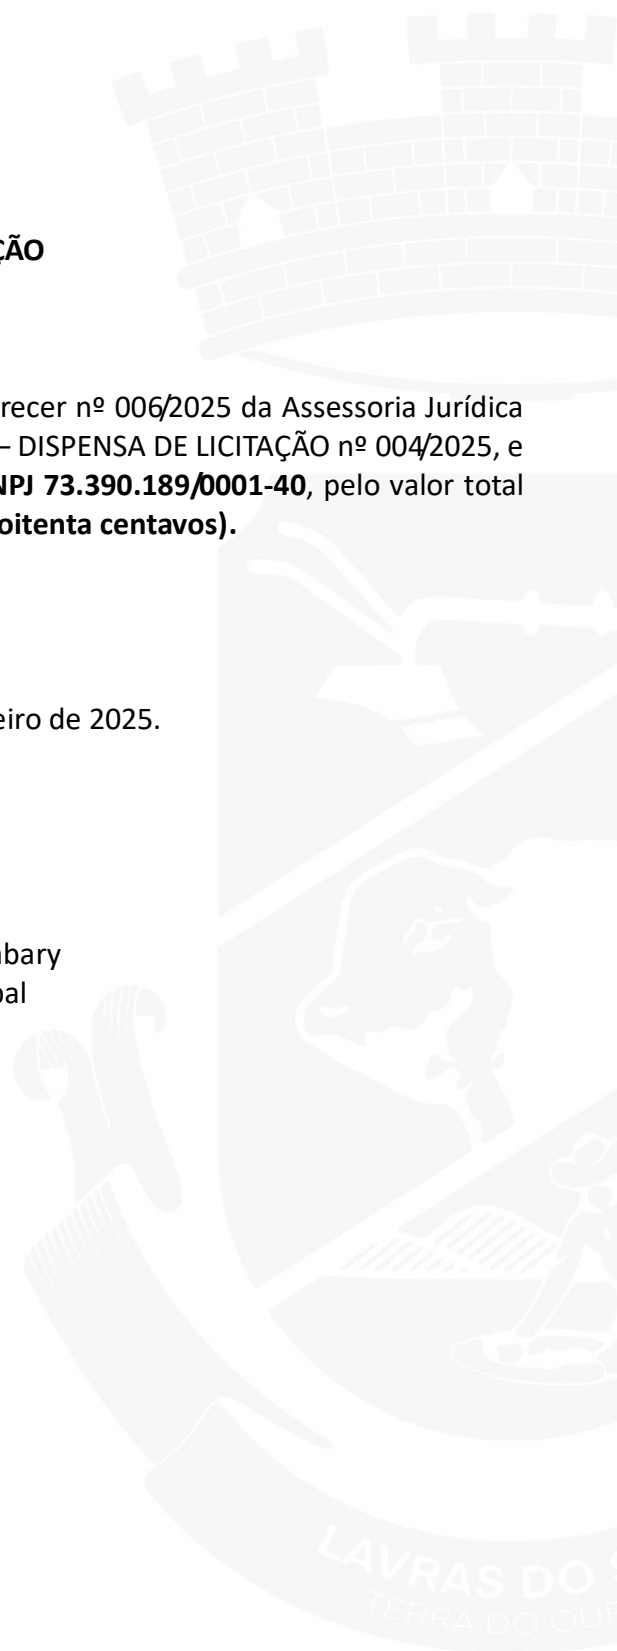 ÇÃO
recer nº 006/2025 da Assessoria Jurídica
– DISPENSA DE LICITAÇÃO nº 004/2025, e
NPJ 73.390.189/0001-40, pelo valor total
oitenta centavos).
eiro de 2025.
bary
pal
LAVRAS DO S
"TERRA DO OUR